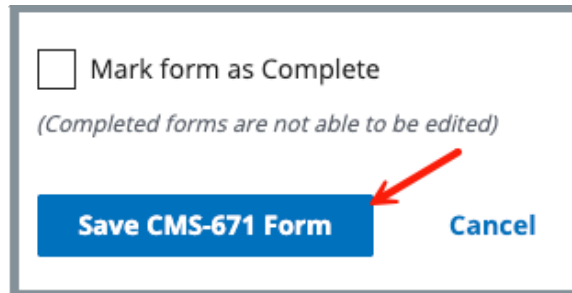 Mark form as Complete
(Completed forms are not able to be edited)
Save CMS-671 Form
Cancel